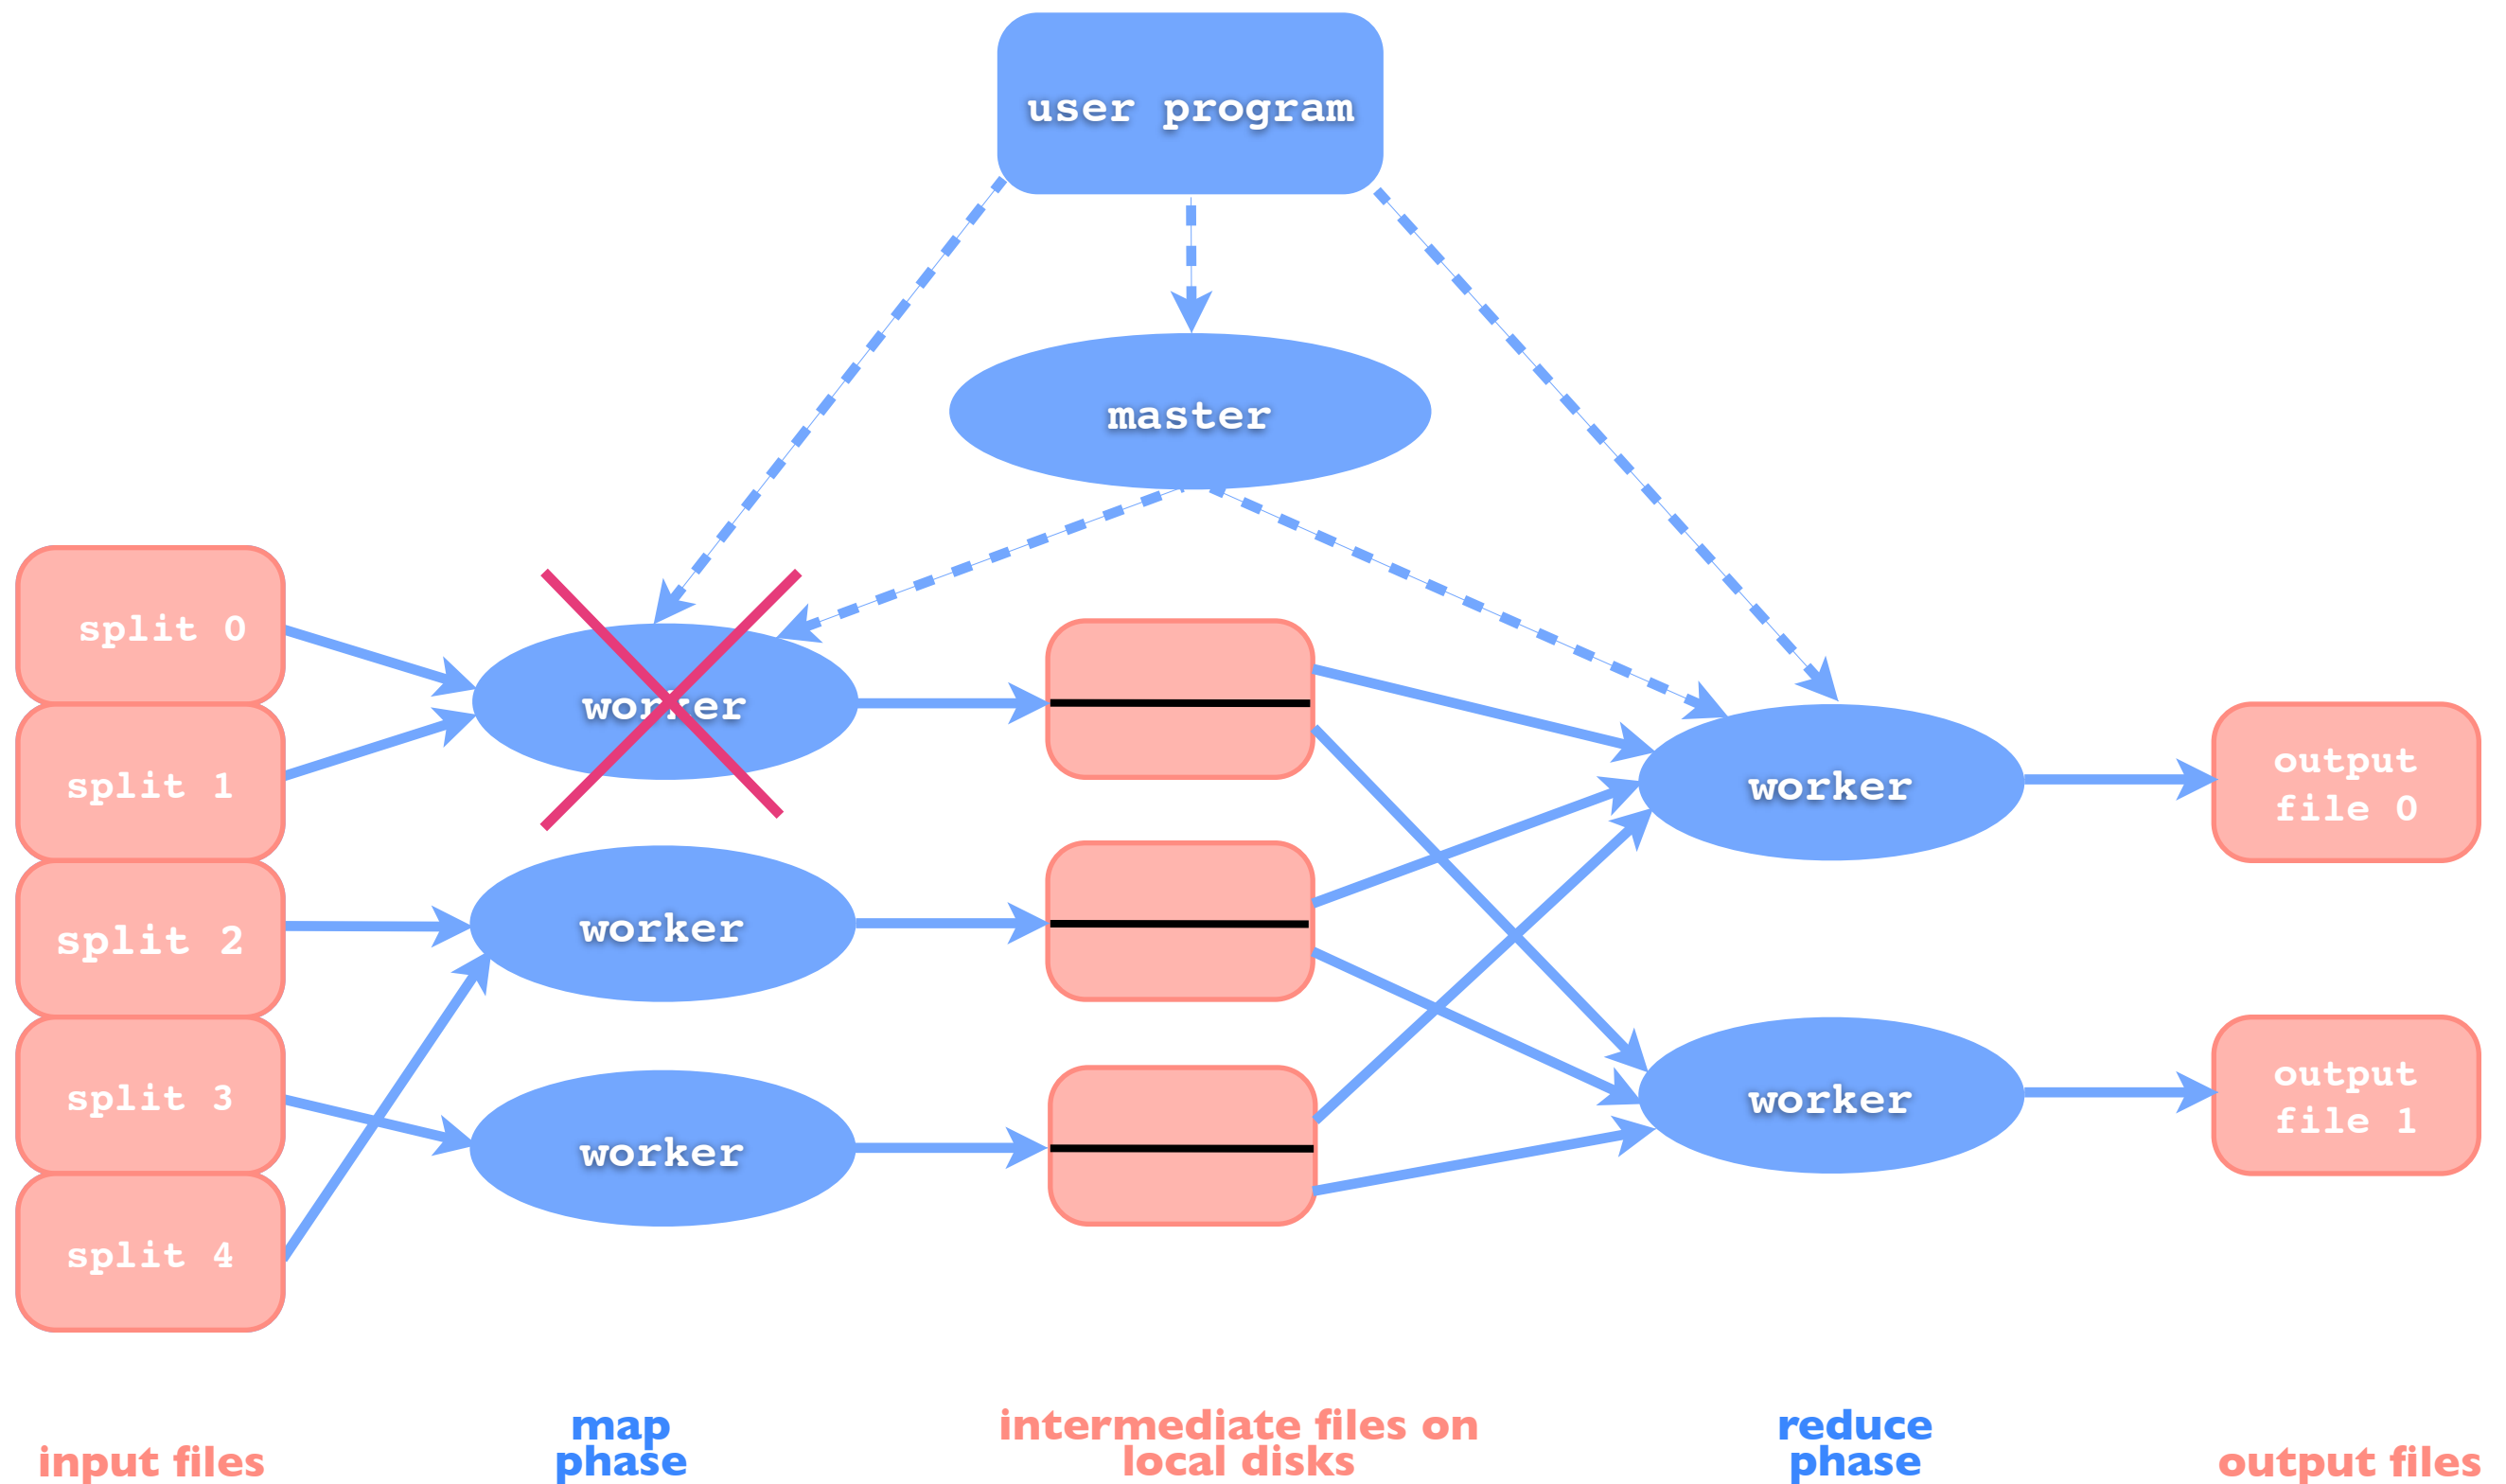 user program
master
split 0
split 1
split 2
split 3
split 4
worker
worker
worker
worker
worker
output
file 0
output
file 1
input files
map
phase
intermediate files on
local disks
reduce
phase
output files